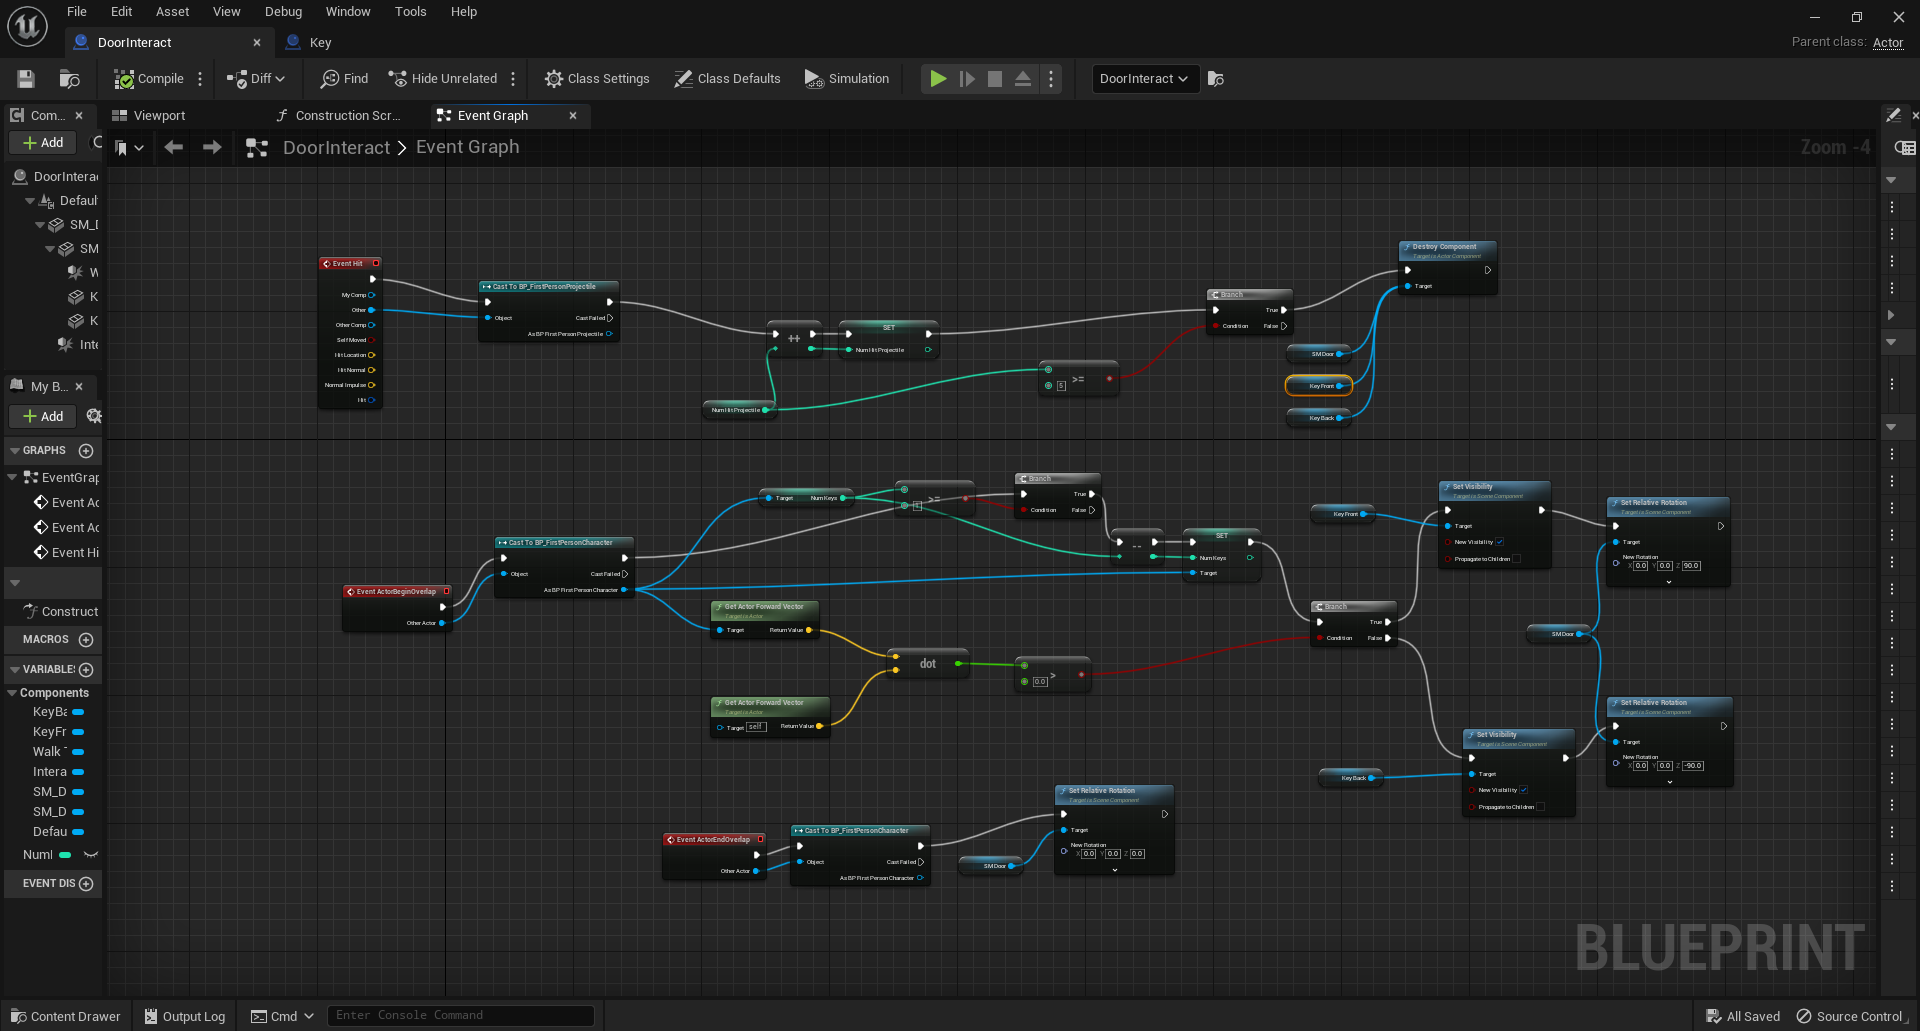 File Edit Asset View Debug Window Tools Help
DoorInteract
Key
Parent class: Actor
Compile
Diff
Find
Hide Unrelated
Class Settings
Class Defaults
Simulation
DoorInteract
Com...
Viewport
Construction Scr...
Event Graph
Add
DoorInteract > Event Graph
Zoom -4
DoorInterac
Defaul
SM_D
SM
W
K
K
Inte
My B...
Add
GRAPHS
EventGrap
Event Ac
Event Ac
Event Hi
Construct
MACROS
VARIABLES
Components
KeyBa
KeyFr
Walk T
Intera
SM_D
SM_D
Defau
NumI
EVENT DIS
Event Hit
My Comp
Other
Other Comp
Self Moved
Hit Location
Hit Normal
Normal Impulse
Hit
Cast To BP_FirstPersonProjectile
Object
Cast Failed
As BP First Person Projectile
++
SET
Num Hit Projectile
Num Hit Projectile
5
>=
Branch
True
Condition
False
Destroy Component
Target is Actor Component
Target
SM Door
Key Front
Key Back
Event ActorBeginOverlap
Other Actor
Cast To BP_FirstPersonCharacter
Object
Cast Failed
As BP First Person Character
Target
Num Keys
1
>=
Branch
True
Condition
False
--
SET
Num Keys
Target
Get Actor Forward Vector
Target is Actor
Target
Return Value
Get Actor Forward Vector
Target is Actor
Target self
Return Value
dot
0.0
>
Branch
True
Condition
False
Key Front
Set Visibility
Target is Scene Component
Target
New Visibility
Propagate to Children
Set Relative Rotation
Target is Scene Component
Target
New Rotation
X 0.0 Y 0.0 Z 90.0
SM Door
Key Back
Set Visibility
Target is Scene Component
Target
New Visibility
Propagate to Children
Set Relative Rotation
Target is Scene Component
Target
New Rotation
X 0.0 Y 0.0 Z -90.0
Event ActorEndOverlap
Other Actor
Cast To BP_FirstPersonCharacter
Object
Cast Failed
As BP First Person Character
SM Door
Set Relative Rotation
Target is Scene Component
Target
New Rotation
X 0.0 Y 0.0 Z 0.0
BLUEPRINT
Content Drawer
Output Log
Cmd
Enter Console Command
All Saved
Source Control